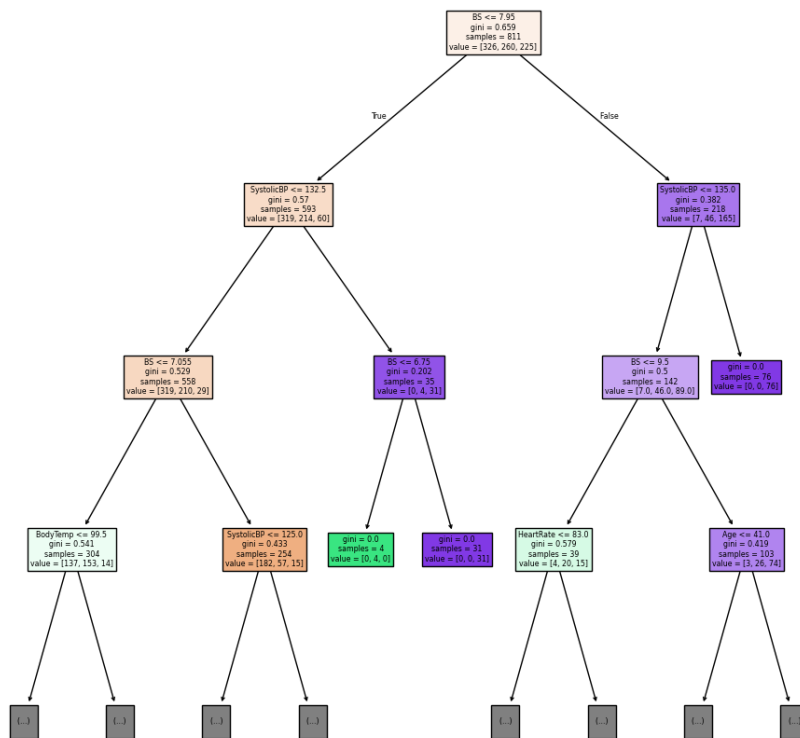 BS <= 7.95
gini = 0.659
samples = 811
value = [326, 260, 225]
True
False
SystolicBP <= 132.5
gini = 0.57
samples = 593
value = [319, 214, 60]
SystolicBP <= 135.0
gini = 0.382
samples = 218
value = [7, 46, 165]
BS <= 7.055
gini = 0.529
samples = 558
value = [319, 210, 29]
BS <= 6.75
gini = 0.202
samples = 35
value = [0, 4, 31]
BS <= 9.5
gini = 0.5
samples = 142
value = [7.0, 46.0, 89.0]
gini = 0.0
samples = 76
value = [0, 0, 76]
BodyTemp <= 99.5
gini = 0.541
samples = 304
value = [137, 153, 14]
SystolicBP <= 125.0
gini = 0.433
samples = 254
value = [182, 57, 15]
gini = 0.0
samples = 4
value = [0, 4, 0]
gini = 0.0
samples = 31
value = [0, 0, 31]
HeartRate <= 83.0
gini = 0.579
samples = 39
value = [4, 20, 15]
Age <= 41.0
gini = 0.419
samples = 103
value = [3, 26, 74]
(...)
(...)
(...)
(...)
(...)
(...)
(...)
(...)